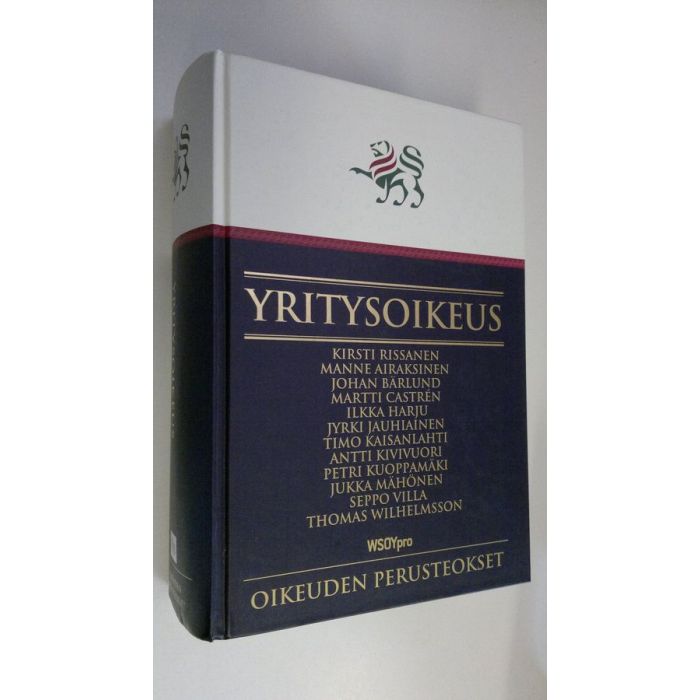 YRITYSOIKEUS
KIRSTI RISSANEN
MANNE AIRAKSINEN
JOHAN BÄRLUND
MARTTI CASTRÉN
ILKKA HARJU
JYRKI JAUHIAINEN
TIMO KAISANLAHTI
ANTTI KIVIVUORI
PETRI KUOPPAMÄKI
JUKKA MÄHÖNEN
SEPPO VILLA
THOMAS WILHELMSSON
WSOYpro
OIKEUDEN PERUSTEOKSET
YRITYSOIKEUS